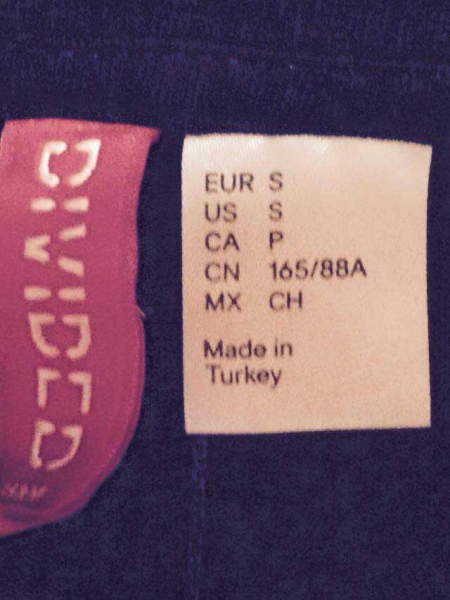 DIVIDED
H&M
EUR S
US S
CA P
CN 165/88A
MX CH
Made in
Turkey